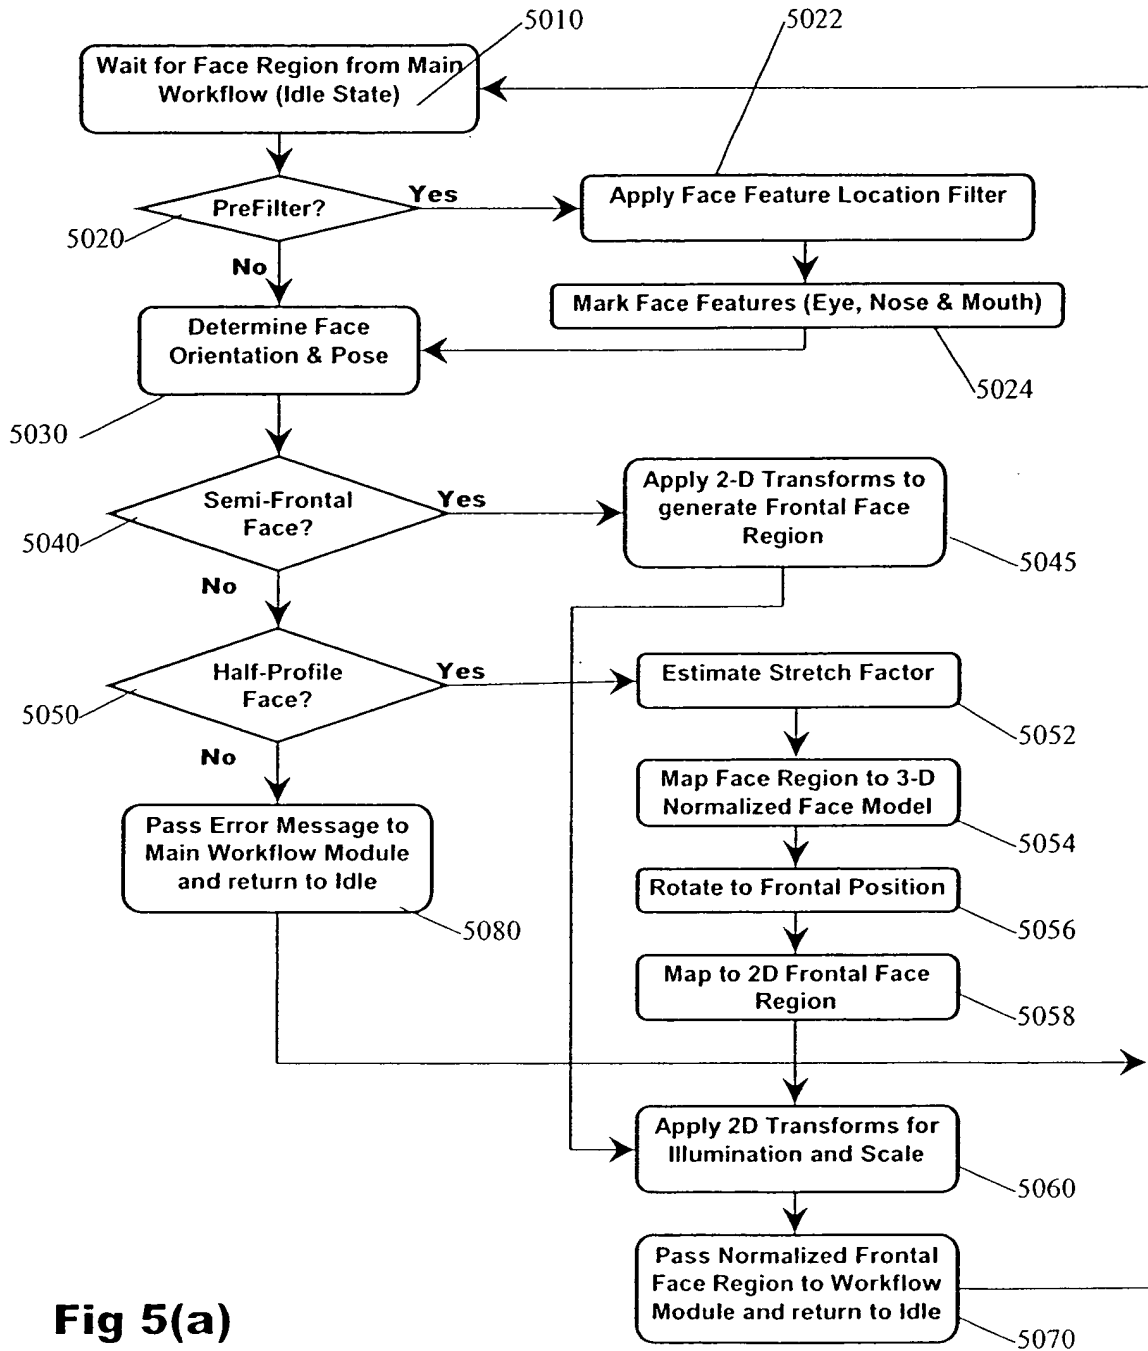 5010
5022
Wait for Face Region from Main
Workflow (Idle State)
PreFilter?
Yes
Apply Face Feature Location Filter
5020
No
Mark Face Features (Eye, Nose & Mouth)
Determine Face
Orientation & Pose
5024
5030
Semi-Frontal
Face?
Yes
Apply 2-D Transforms to
generate Frontal Face
Region
5040
5045
No
Half-Profile
Face?
Yes
Estimate Stretch Factor
5050
5052
No
Map Face Region to 3-D
Normalized Face Model
5054
Pass Error Message to
Main Workflow Module
and return to Idle
5080
Rotate to Frontal Position
5056
Map to 2D Frontal Face
Region
5058
Apply 2D Transforms for
Illumination and Scale
5060
Pass Normalized Frontal
Face Region to Workflow
Module and return to Idle
5070
Fig 5(a)